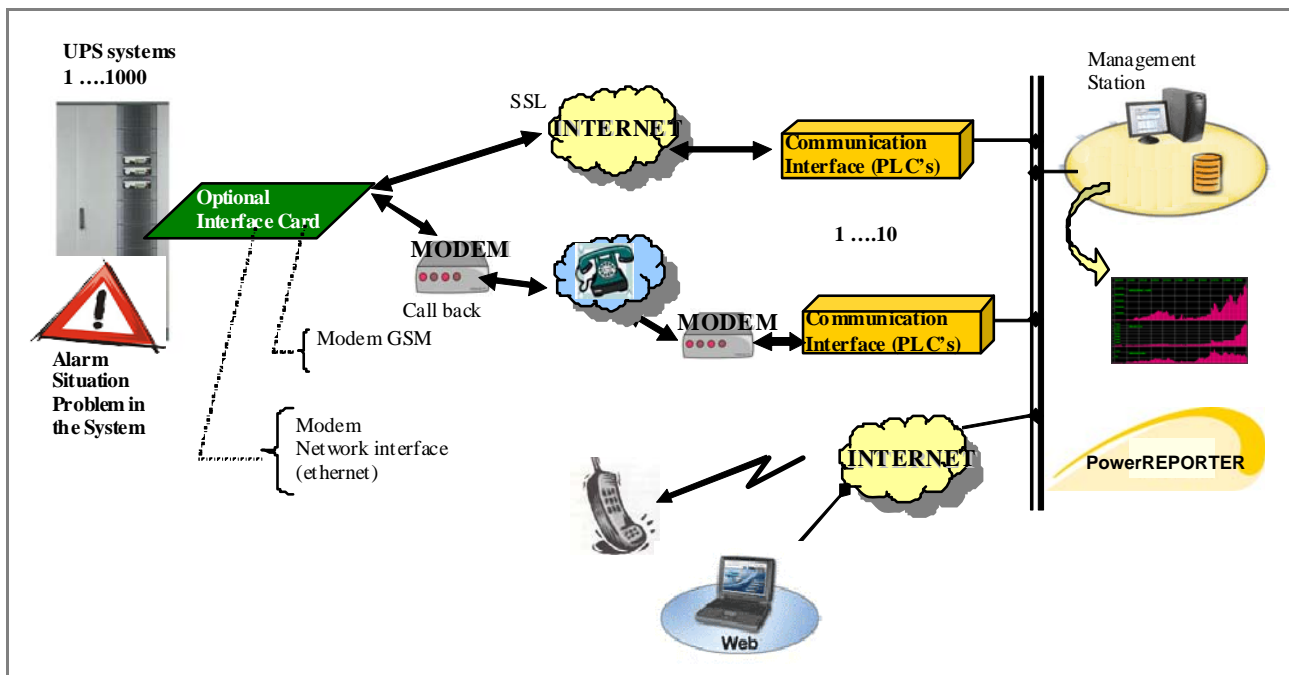 UPS systems
1 ….1000
Management
Station
SSL
INTERNET
Communication
Interface (PLC's)
Optional
Interface Card
MODEM
Call back
1 ….10
MODEM
Communication
Interface (PLC's)
Modem GSM
Alarm
Situation
Problem in
the System
Modem
Network interface
(ethernet)
INTERNET
PowerREPORTER
Web